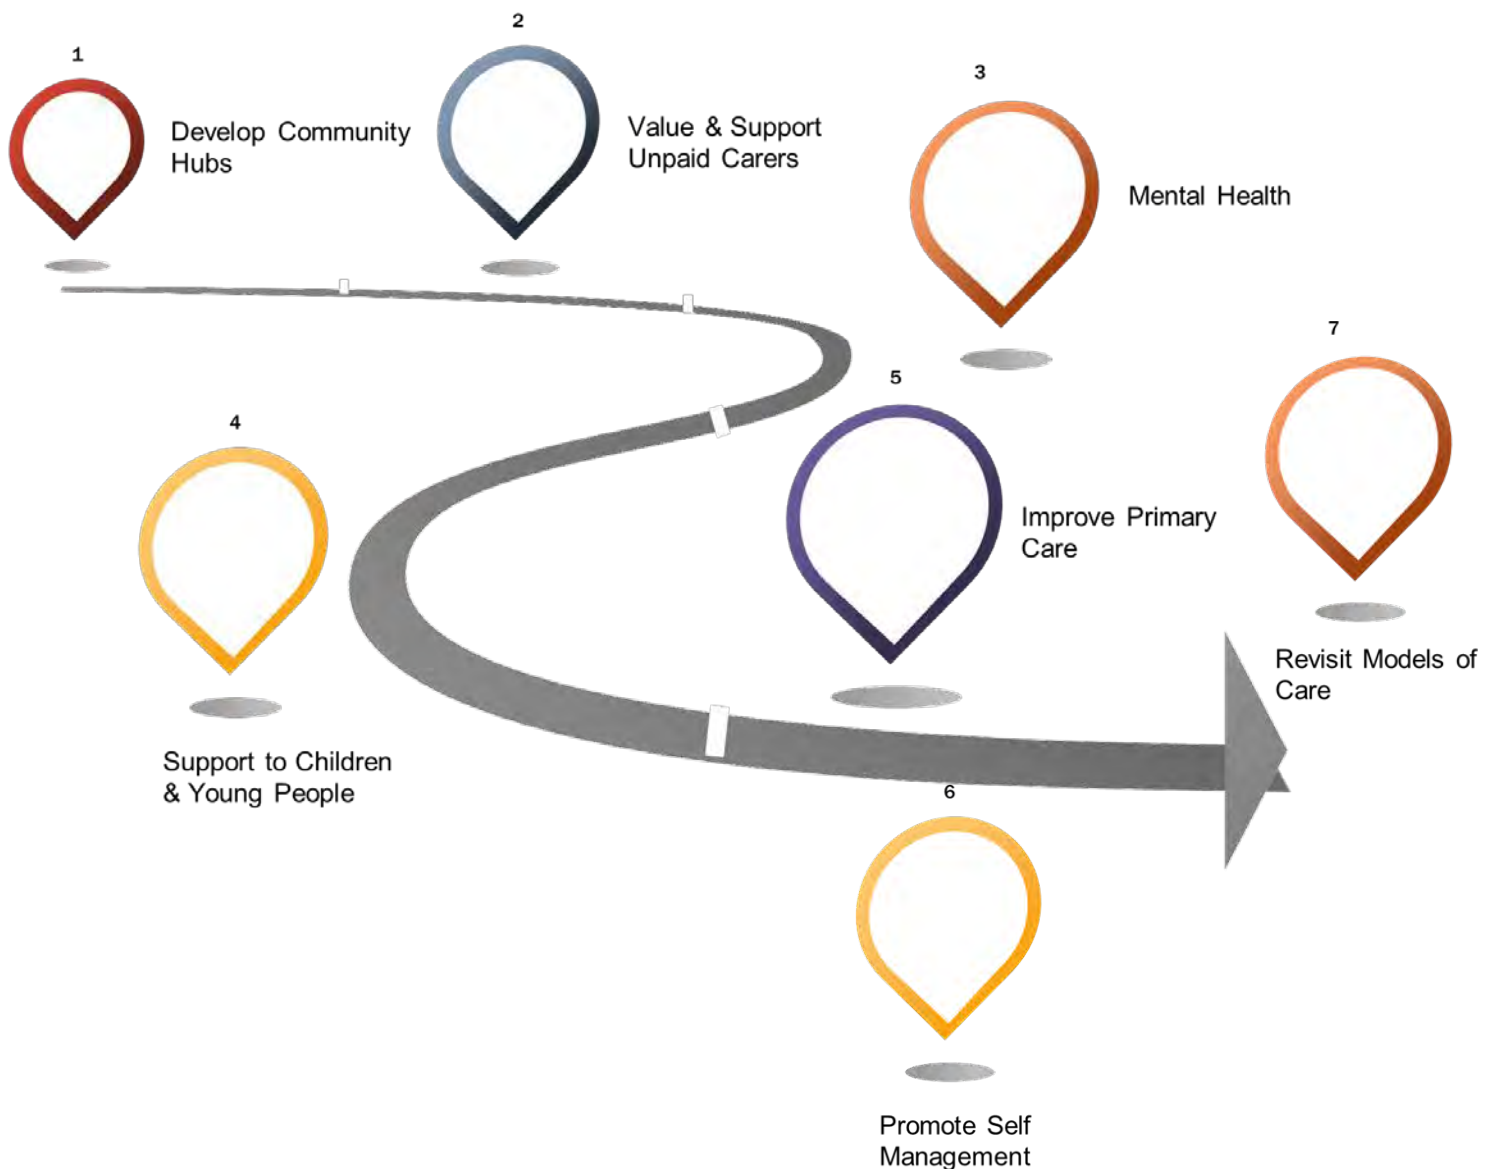 1
Develop Community
Hubs
2
Value & Support
Unpaid Carers
3
Mental Health
4
Support to Children
& Young People
5
Improve Primary
Care
6
Promote Self
Management
7
Revisit Models of
Care